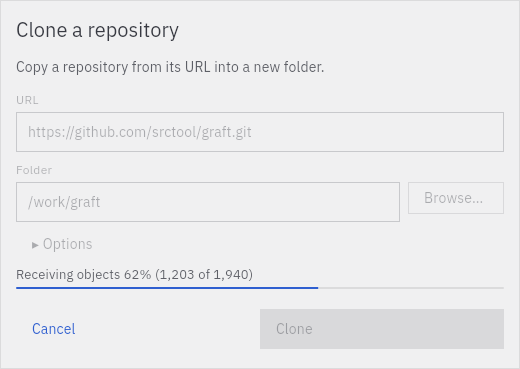 Clone a repository
Copy a repository from its URL into a new folder.
URL
https://github.com/srctool/graft.git
Folder
/work/graft
Browse...
▸ Options
Receiving objects 62% (1,203 of 1,940)
Cancel
Clone